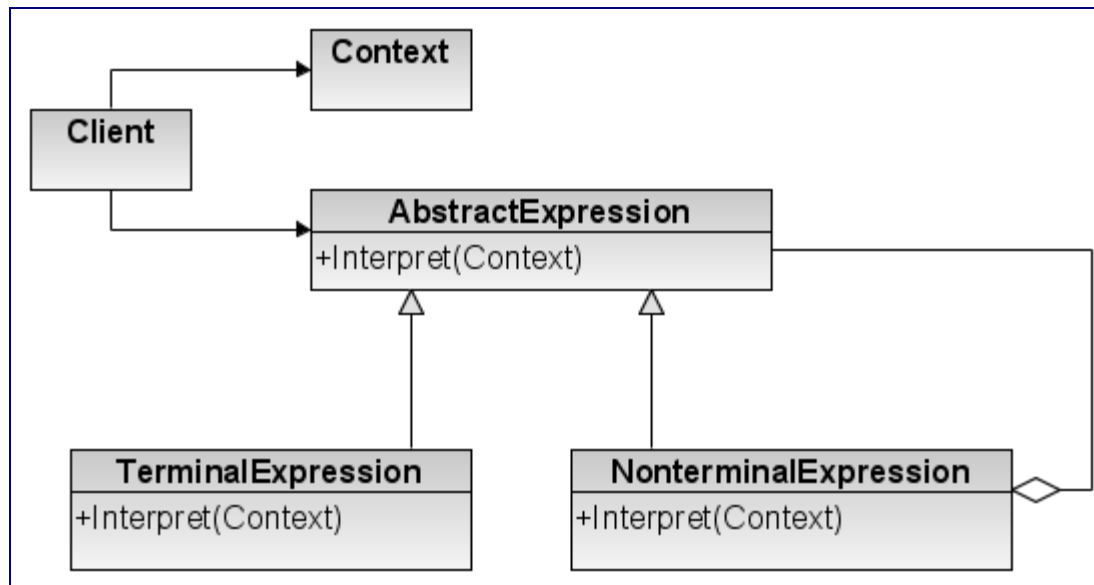 Context
Client
AbstractExpression
+Interpret(Context)
TerminalExpression
+Interpret(Context)
NonterminalExpression
+Interpret(Context)